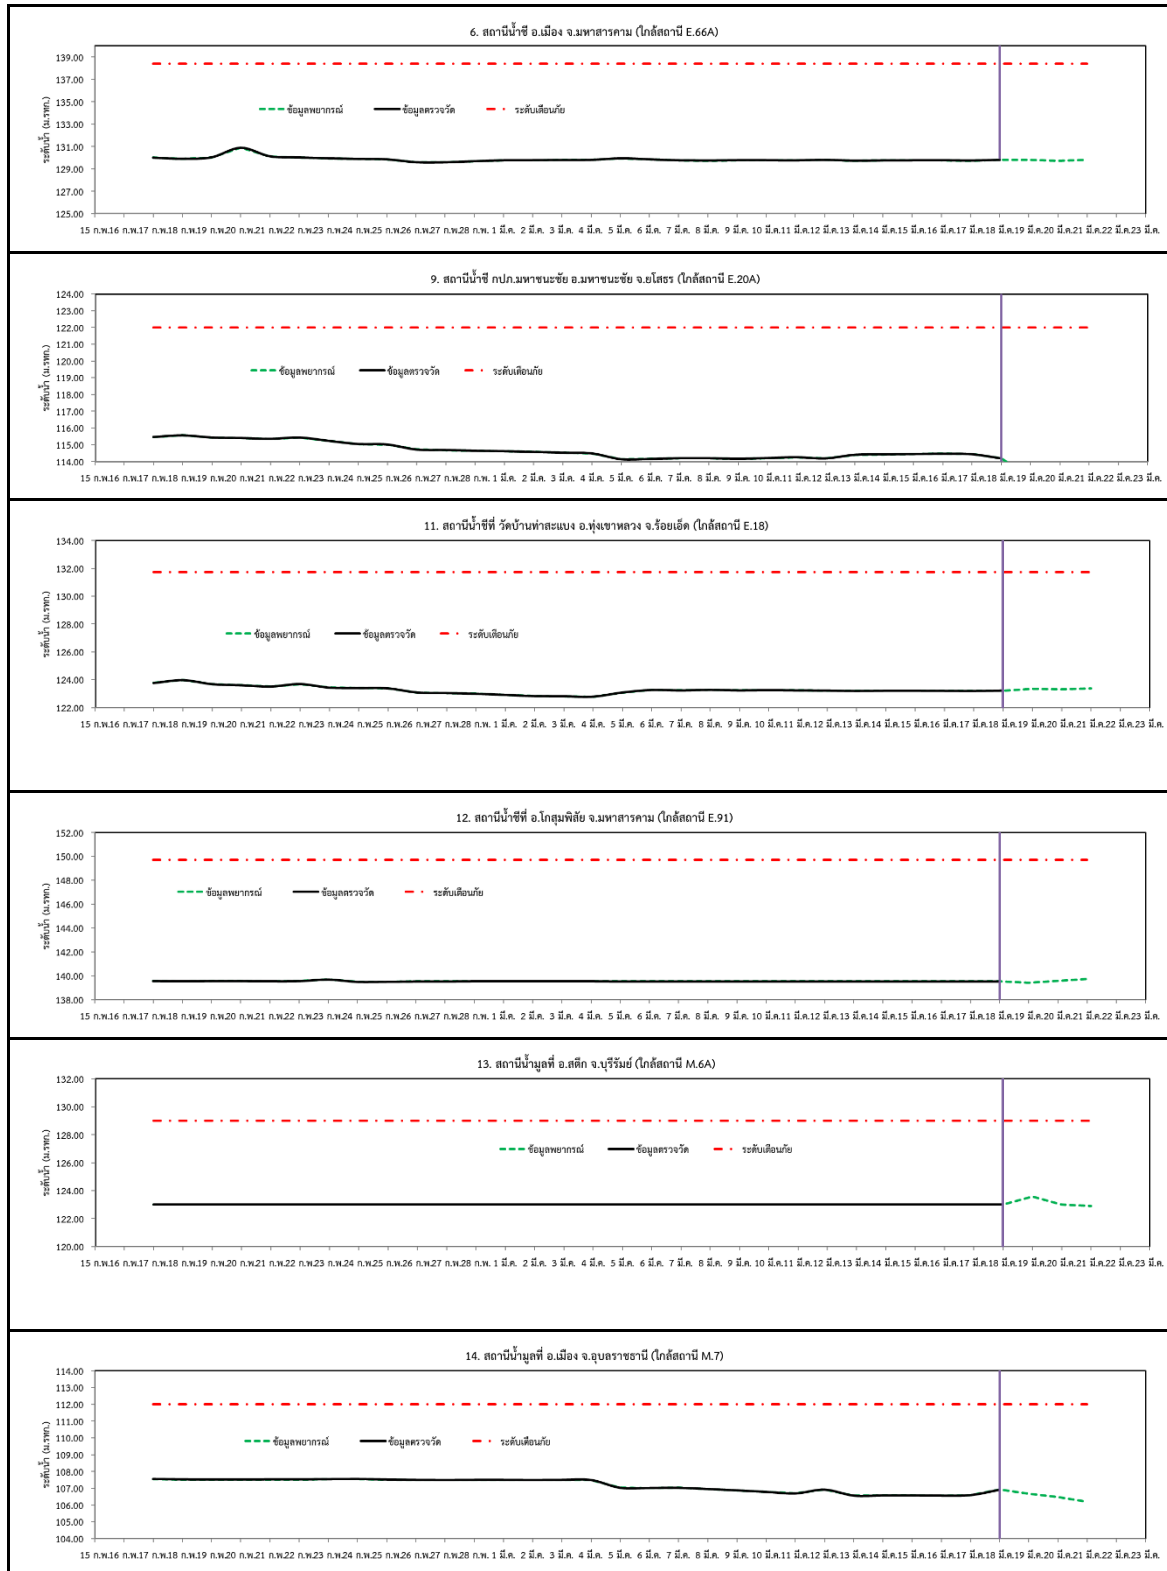 6. สถานีน้ำชี อ.เมือง จ.มหาสารคาม (ใกล้สถานี E.66A)
ระดับน้ำ (ม.รทก.)
139.00
137.00
135.00
133.00
131.00
129.00
127.00
125.00
ข้อมูลพยากรณ์ ข้อมูลตรวจวัด ระดับเตือนภัย
15 ก.พ.16 ก.พ.17 ก.พ.18 ก.พ.19 ก.พ.20 ก.พ.21 ก.พ.22 ก.พ.23 ก.พ.24 ก.พ.25 ก.พ.26 ก.พ.27 ก.พ.28 ก.พ. 1 มี.ค. 2 มี.ค. 3 มี.ค. 4 มี.ค. 5 มี.ค. 6 มี.ค. 7 มี.ค. 8 มี.ค. 9 มี.ค.10 มี.ค.11 มี.ค.12 มี.ค.13 มี.ค.14 มี.ค.15 มี.ค.16 มี.ค.17 มี.ค.18 มี.ค.19 มี.ค.20 มี.ค.21 มี.ค.22 มี.ค.23 มี.ค.
9. สถานีน้ำชี กปภ.มหาชนะชัย อ.มหาชนะชัย จ.ยโสธร (ใกล้สถานี E.20A)
ระดับน้ำ (ม.รทก.)
124.00
123.00
122.00
121.00
120.00
119.00
118.00
117.00
116.00
115.00
114.00
ข้อมูลพยากรณ์ ข้อมูลตรวจวัด ระดับเตือนภัย
15 ก.พ.16 ก.พ.17 ก.พ.18 ก.พ.19 ก.พ.20 ก.พ.21 ก.พ.22 ก.พ.23 ก.พ.24 ก.พ.25 ก.พ.26 ก.พ.27 ก.พ.28 ก.พ. 1 มี.ค. 2 มี.ค. 3 มี.ค. 4 มี.ค. 5 มี.ค. 6 มี.ค. 7 มี.ค. 8 มี.ค. 9 มี.ค.10 มี.ค.11 มี.ค.12 มี.ค.13 มี.ค.14 มี.ค.15 มี.ค.16 มี.ค.17 มี.ค.18 มี.ค.19 มี.ค.20 มี.ค.21 มี.ค.22 มี.ค.23 มี.ค.
11. สถานีน้ำชีที่ วัดบ้านท่าสะแบง อ.ทุ่งเขาหลวง จ.ร้อยเอ็ด (ใกล้สถานี E.18)
ระดับน้ำ (ม.รทก.)
134.00
132.00
130.00
128.00
126.00
124.00
122.00
ข้อมูลพยากรณ์ ข้อมูลตรวจวัด ระดับเตือนภัย
15 ก.พ.16 ก.พ.17 ก.พ.18 ก.พ.19 ก.พ.20 ก.พ.21 ก.พ.22 ก.พ.23 ก.พ.24 ก.พ.25 ก.พ.26 ก.พ.27 ก.พ.28 ก.พ. 1 มี.ค. 2 มี.ค. 3 มี.ค. 4 มี.ค. 5 มี.ค. 6 มี.ค. 7 มี.ค. 8 มี.ค. 9 มี.ค.10 มี.ค.11 มี.ค.12 มี.ค.13 มี.ค.14 มี.ค.15 มี.ค.16 มี.ค.17 มี.ค.18 มี.ค.19 มี.ค.20 มี.ค.21 มี.ค.22 มี.ค.23 มี.ค.
12. สถานีน้ำชีที่ อ.โกสุมพิสัย จ.มหาสารคาม (ใกล้สถานี E.91)
ระดับน้ำ (ม.รทก.)
152.00
150.00
148.00
146.00
144.00
142.00
140.00
138.00
ข้อมูลพยากรณ์ ข้อมูลตรวจวัด ระดับเตือนภัย
15 ก.พ.16 ก.พ.17 ก.พ.18 ก.พ.19 ก.พ.20 ก.พ.21 ก.พ.22 ก.พ.23 ก.พ.24 ก.พ.25 ก.พ.26 ก.พ.27 ก.พ.28 ก.พ. 1 มี.ค. 2 มี.ค. 3 มี.ค. 4 มี.ค. 5 มี.ค. 6 มี.ค. 7 มี.ค. 8 มี.ค. 9 มี.ค.10 มี.ค.11 มี.ค.12 มี.ค.13 มี.ค.14 มี.ค.15 มี.ค.16 มี.ค.17 มี.ค.18 มี.ค.19 มี.ค.20 มี.ค.21 มี.ค.22 มี.ค.23 มี.ค.
13. สถานีน้ำมูลที่ อ.สตึก จ.บุรีรัมย์ (ใกล้สถานี M.6A)
ระดับน้ำ (ม.รทก.)
132.00
130.00
128.00
126.00
124.00
122.00
120.00
ข้อมูลพยากรณ์ ข้อมูลตรวจวัด ระดับเตือนภัย
15 ก.พ.16 ก.พ.17 ก.พ.18 ก.พ.19 ก.พ.20 ก.พ.21 ก.พ.22 ก.พ.23 ก.พ.24 ก.พ.25 ก.พ.26 ก.พ.27 ก.พ.28 ก.พ. 1 มี.ค. 2 มี.ค. 3 มี.ค. 4 มี.ค. 5 มี.ค. 6 มี.ค. 7 มี.ค. 8 มี.ค. 9 มี.ค.10 มี.ค.11 มี.ค.12 มี.ค.13 มี.ค.14 มี.ค.15 มี.ค.16 มี.ค.17 มี.ค.18 มี.ค.19 มี.ค.20 มี.ค.21 มี.ค.22 มี.ค.23 มี.ค.
14. สถานีน้ำมูลที่ อ.เมือง จ.อุบลราชธานี (ใกล้สถานี M.7)
ระดับน้ำ (ม.รทก.)
114.00
113.00
112.00
111.00
110.00
109.00
108.00
107.00
106.00
105.00
104.00
ข้อมูลพยากรณ์ ข้อมูลตรวจวัด ระดับเตือนภัย
15 ก.พ.16 ก.พ.17 ก.พ.18 ก.พ.19 ก.พ.20 ก.พ.21 ก.พ.22 ก.พ.23 ก.พ.24 ก.พ.25 ก.พ.26 ก.พ.27 ก.พ.28 ก.พ. 1 มี.ค. 2 มี.ค. 3 มี.ค. 4 มี.ค. 5 มี.ค. 6 มี.ค. 7 มี.ค. 8 มี.ค. 9 มี.ค.10 มี.ค.11 มี.ค.12 มี.ค.13 มี.ค.14 มี.ค.15 มี.ค.16 มี.ค.17 มี.ค.18 มี.ค.19 มี.ค.20 มี.ค.21 มี.ค.22 มี.ค.23 มี.ค.